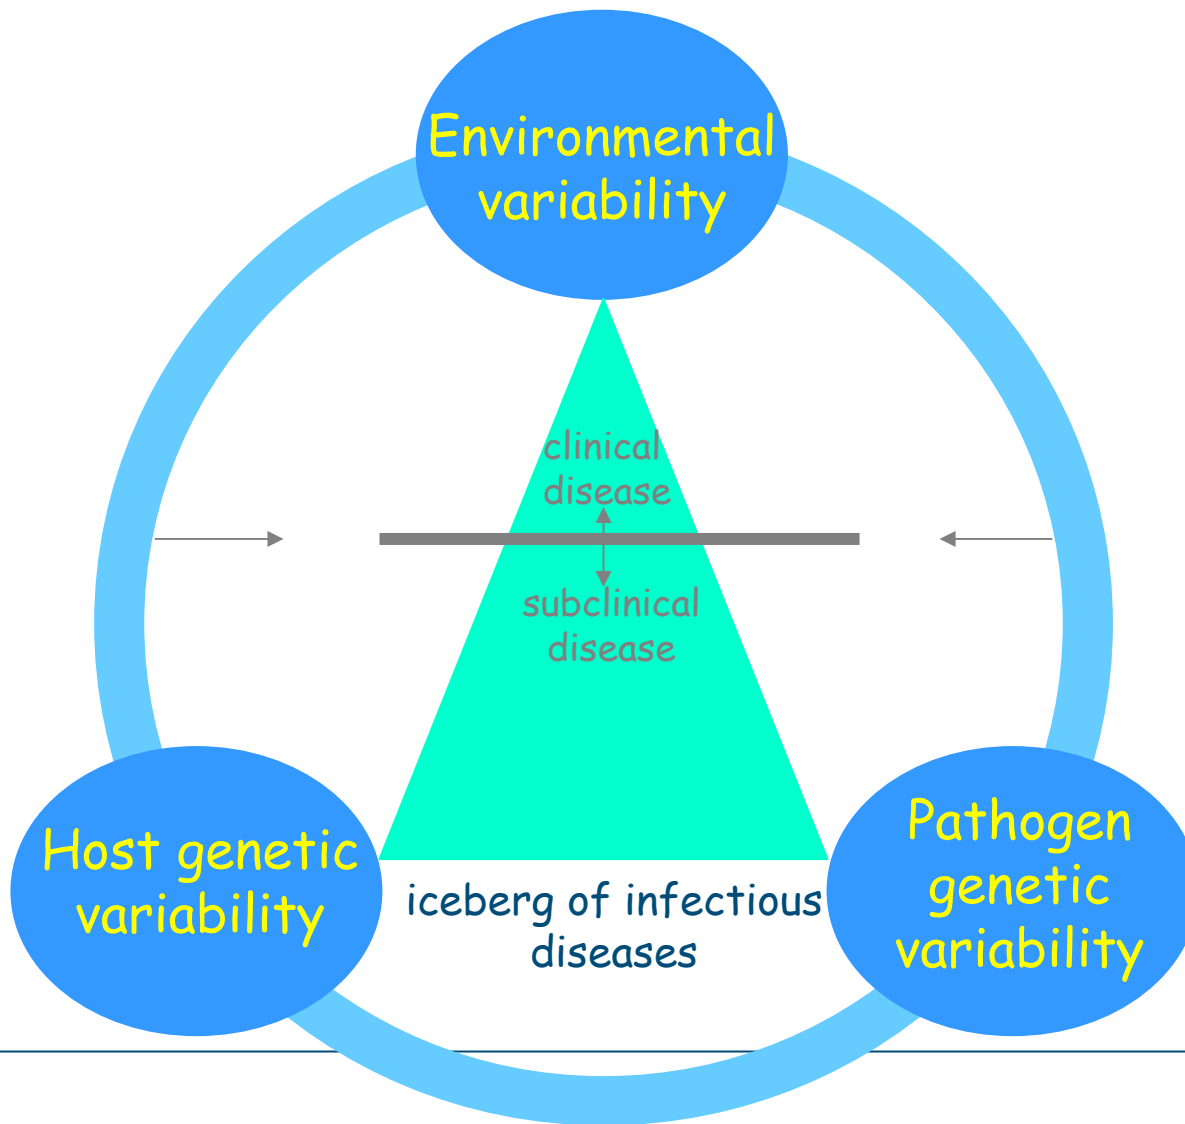 Environmental
variability
clinical
disease
subclinical
disease
Host genetic
variability
Pathogen
genetic
variability
iceberg of infectious
diseases